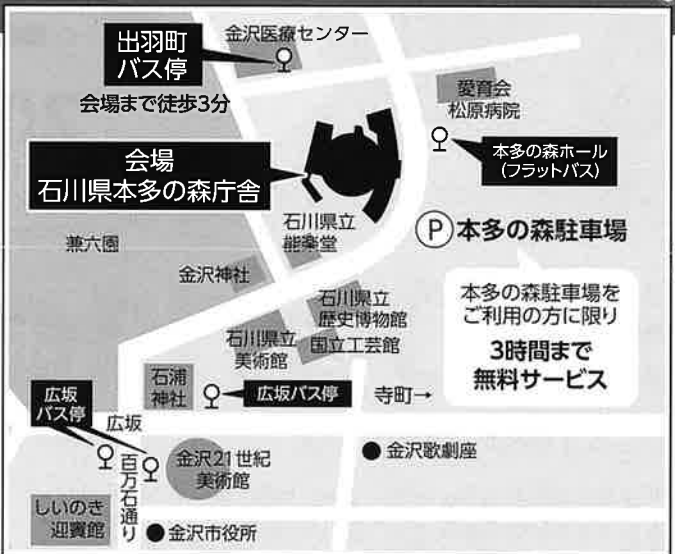 金沢医療センター
出羽町
バス停
会場まで徒歩3分
愛育会
松原病院
本多の森ホール
(フラットバス)
会場
石川県本多の森庁舎
石川県立
能楽堂
兼六園
金沢神社
Ⓟ本多の森駐車場
本多の森駐車場を
ご利用の方に限り
3時間まで
無料サービス
石川県立
歴史博物館
石川県立
美術館
国立工芸館
石浦
神社
広坂バス停
寺町→
広坂
バス停
広坂
百万石通り
金沢21世紀
美術館
●金沢歌劇座
しいのき
迎賓館
●金沢市役所